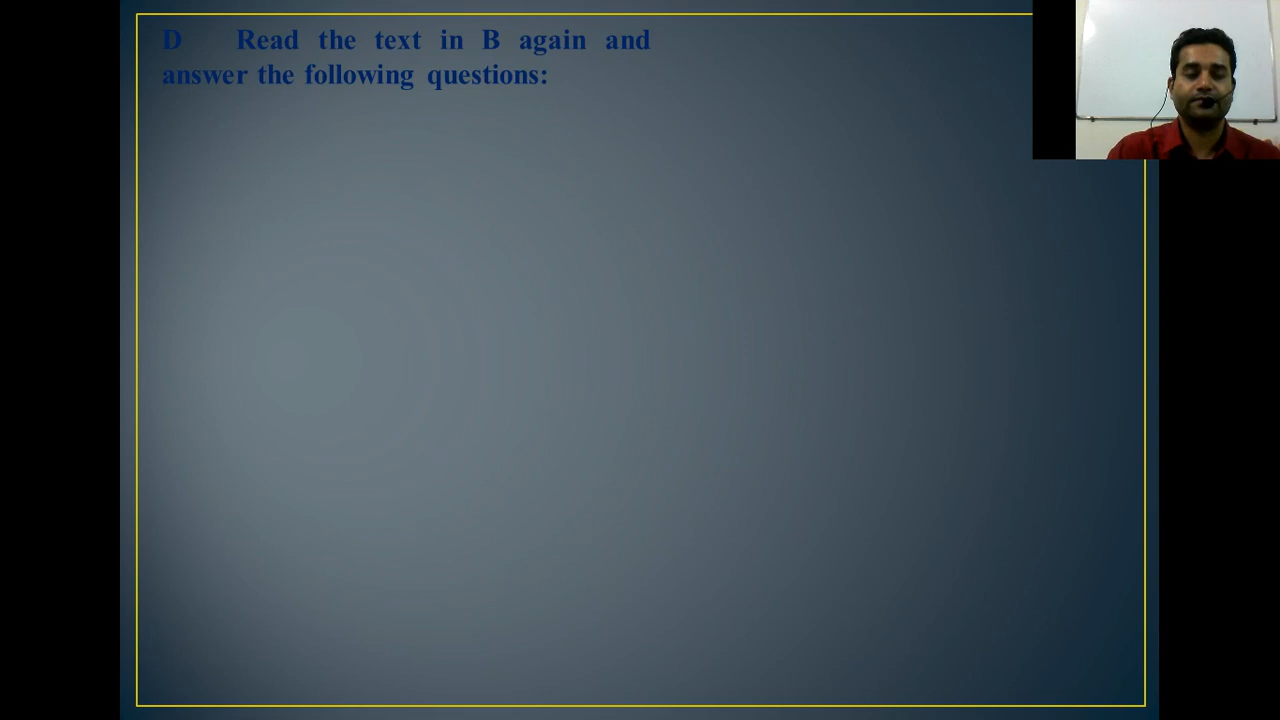 D Read the text in B again and
answer the following questions: